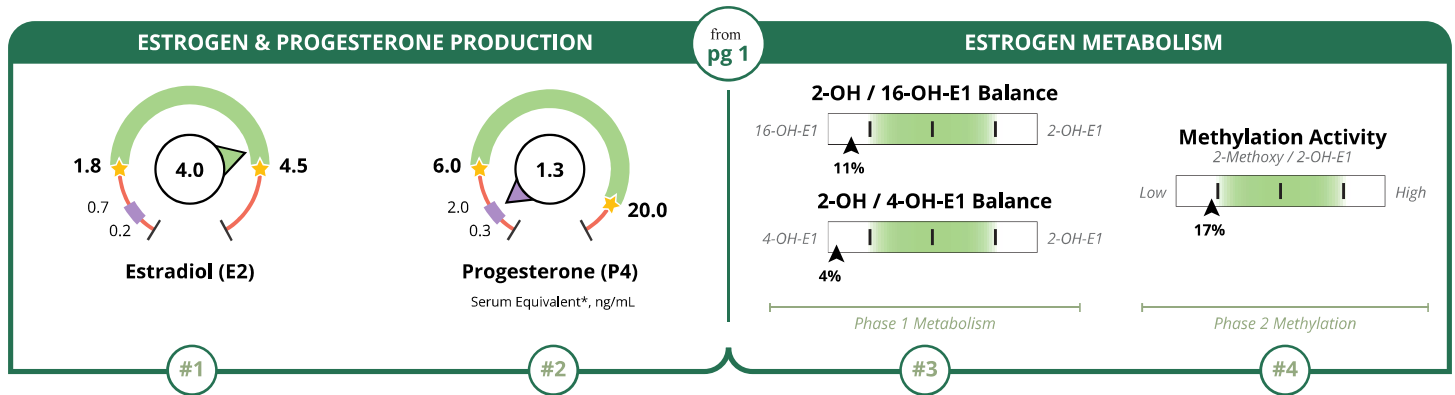 ESTROGEN & PROGESTERONE PRODUCTION
from
pg 1
ESTROGEN METABOLISM
1.8
4.0
4.5
0.7
0.2
Estradiol (E2)
6.0
1.3
20.0
2.0
0.3
Progesterone (P4)
Serum Equivalent*, ng/mL
2-OH / 16-OH-E1 Balance
16-OH-E1
2-OH-E1
11%
2-OH / 4-OH-E1 Balance
4-OH-E1
2-OH-E1
4%
Phase 1 Metabolism
Methylation Activity
2-Methoxy / 2-OH-E1
Low
High
17%
Phase 2 Methylation
#1
#2
#3
#4